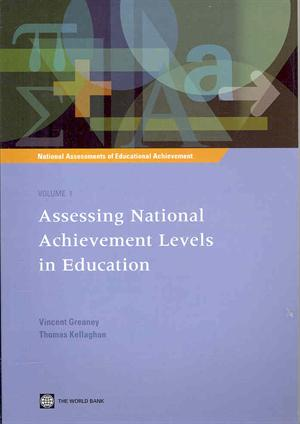 National Assessments of Educational Achievement
VOLUME 1
Assessing National
Achievement Levels
in Education
Vincent Greaney
Thomas Kellaghan
THE WORLD BANK